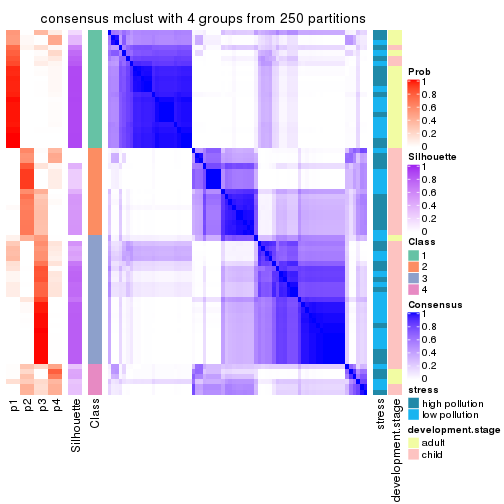 consensus mclust with 4 groups from 250 partitions
Prob
1
0.8
0.6
0.4
0.2
0
Silhouette
1
0.8
0.6
0.4
0.2
0
Class
1
2
3
4
Consensus
1
0.8
0.6
0.4
0.2
0
stress
high pollution
low pollution
development.stage
adult
child
p1
p2
p3
p4
Silhouette
Class
stress
development.stage